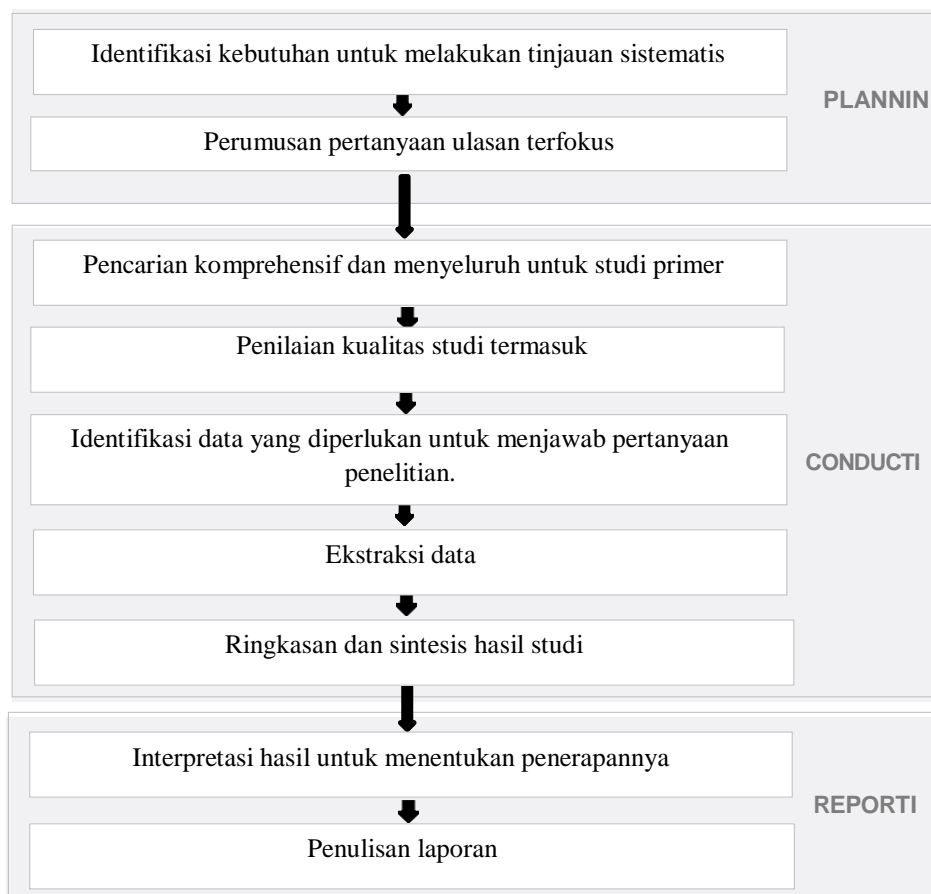 Identifikasi kebutuhan untuk melakukan tinjauan sistematis
PLANNIN
Perumusan pertanyaan ulasan terfokus
Pencarian komprehensif dan menyeluruh untuk studi primer
Penilaian kualitas studi termasuk
Identifikasi data yang diperlukan untuk menjawab pertanyaan
penelitian.
CONDUCTI
Ekstraksi data
Ringkasan dan sintesis hasil studi
Interpretasi hasil untuk menentukan penerapannya
REPORTI
Penulisan laporan